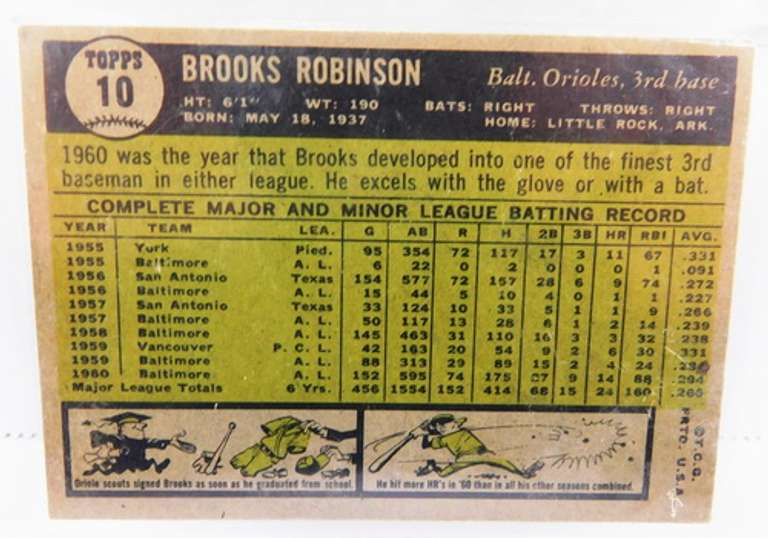 TOPPS
10
BROOKS ROBINSON Balt. Orioles, 3rd base
HT: 6'1" WT: 190 BATS: RIGHT THROWS: RIGHT
BORN: MAY 18, 1937 HOME: LITTLE ROCK, ARK.
1960 was the year that Brooks developed into one of the finest 3rd
baseman in either league. He excels with the glove or with a bat.
COMPLETE MAJOR AND MINOR LEAGUE BATTING RECORD
YEAR TEAM LEA. G AB R H 2B 3B HR RBI AVG.
1955 York Pied. 95 354 72 117 17 3 11 67 .331
1955 Baltimore A. L. 6 22 0 2 0 0 0 1 .091
1956 San Antonio Texas 154 577 72 157 28 6 9 74 .272
1956 Baltimore A. L. 15 44 5 10 4 0 1 1 .227
1957 San Antonio Texas 33 124 10 33 5 1 1 9 .266
1957 Baltimore A. L. 50 117 13 28 6 1 2 14 .239
1958 Baltimore A. L. 145 463 31 110 16 3 3 32 .238
1959 Vancouver P. C. L. 42 163 20 54 9 2 6 30 .331
1959 Baltimore A. L. 88 313 29 89 15 2 4 24
1960 Baltimore A. L. 152 595 74 175 27 9 14 88 .294
Major League Totals 6 Yrs. 456 1554 152 414 68 15 24 160 .265
Oriole scouts signed Brooks as soon as he graduated from school.
He hit more HR's in '60 than in all his other seasons combined.
©T.C.G.
PRTD. U.S.A.